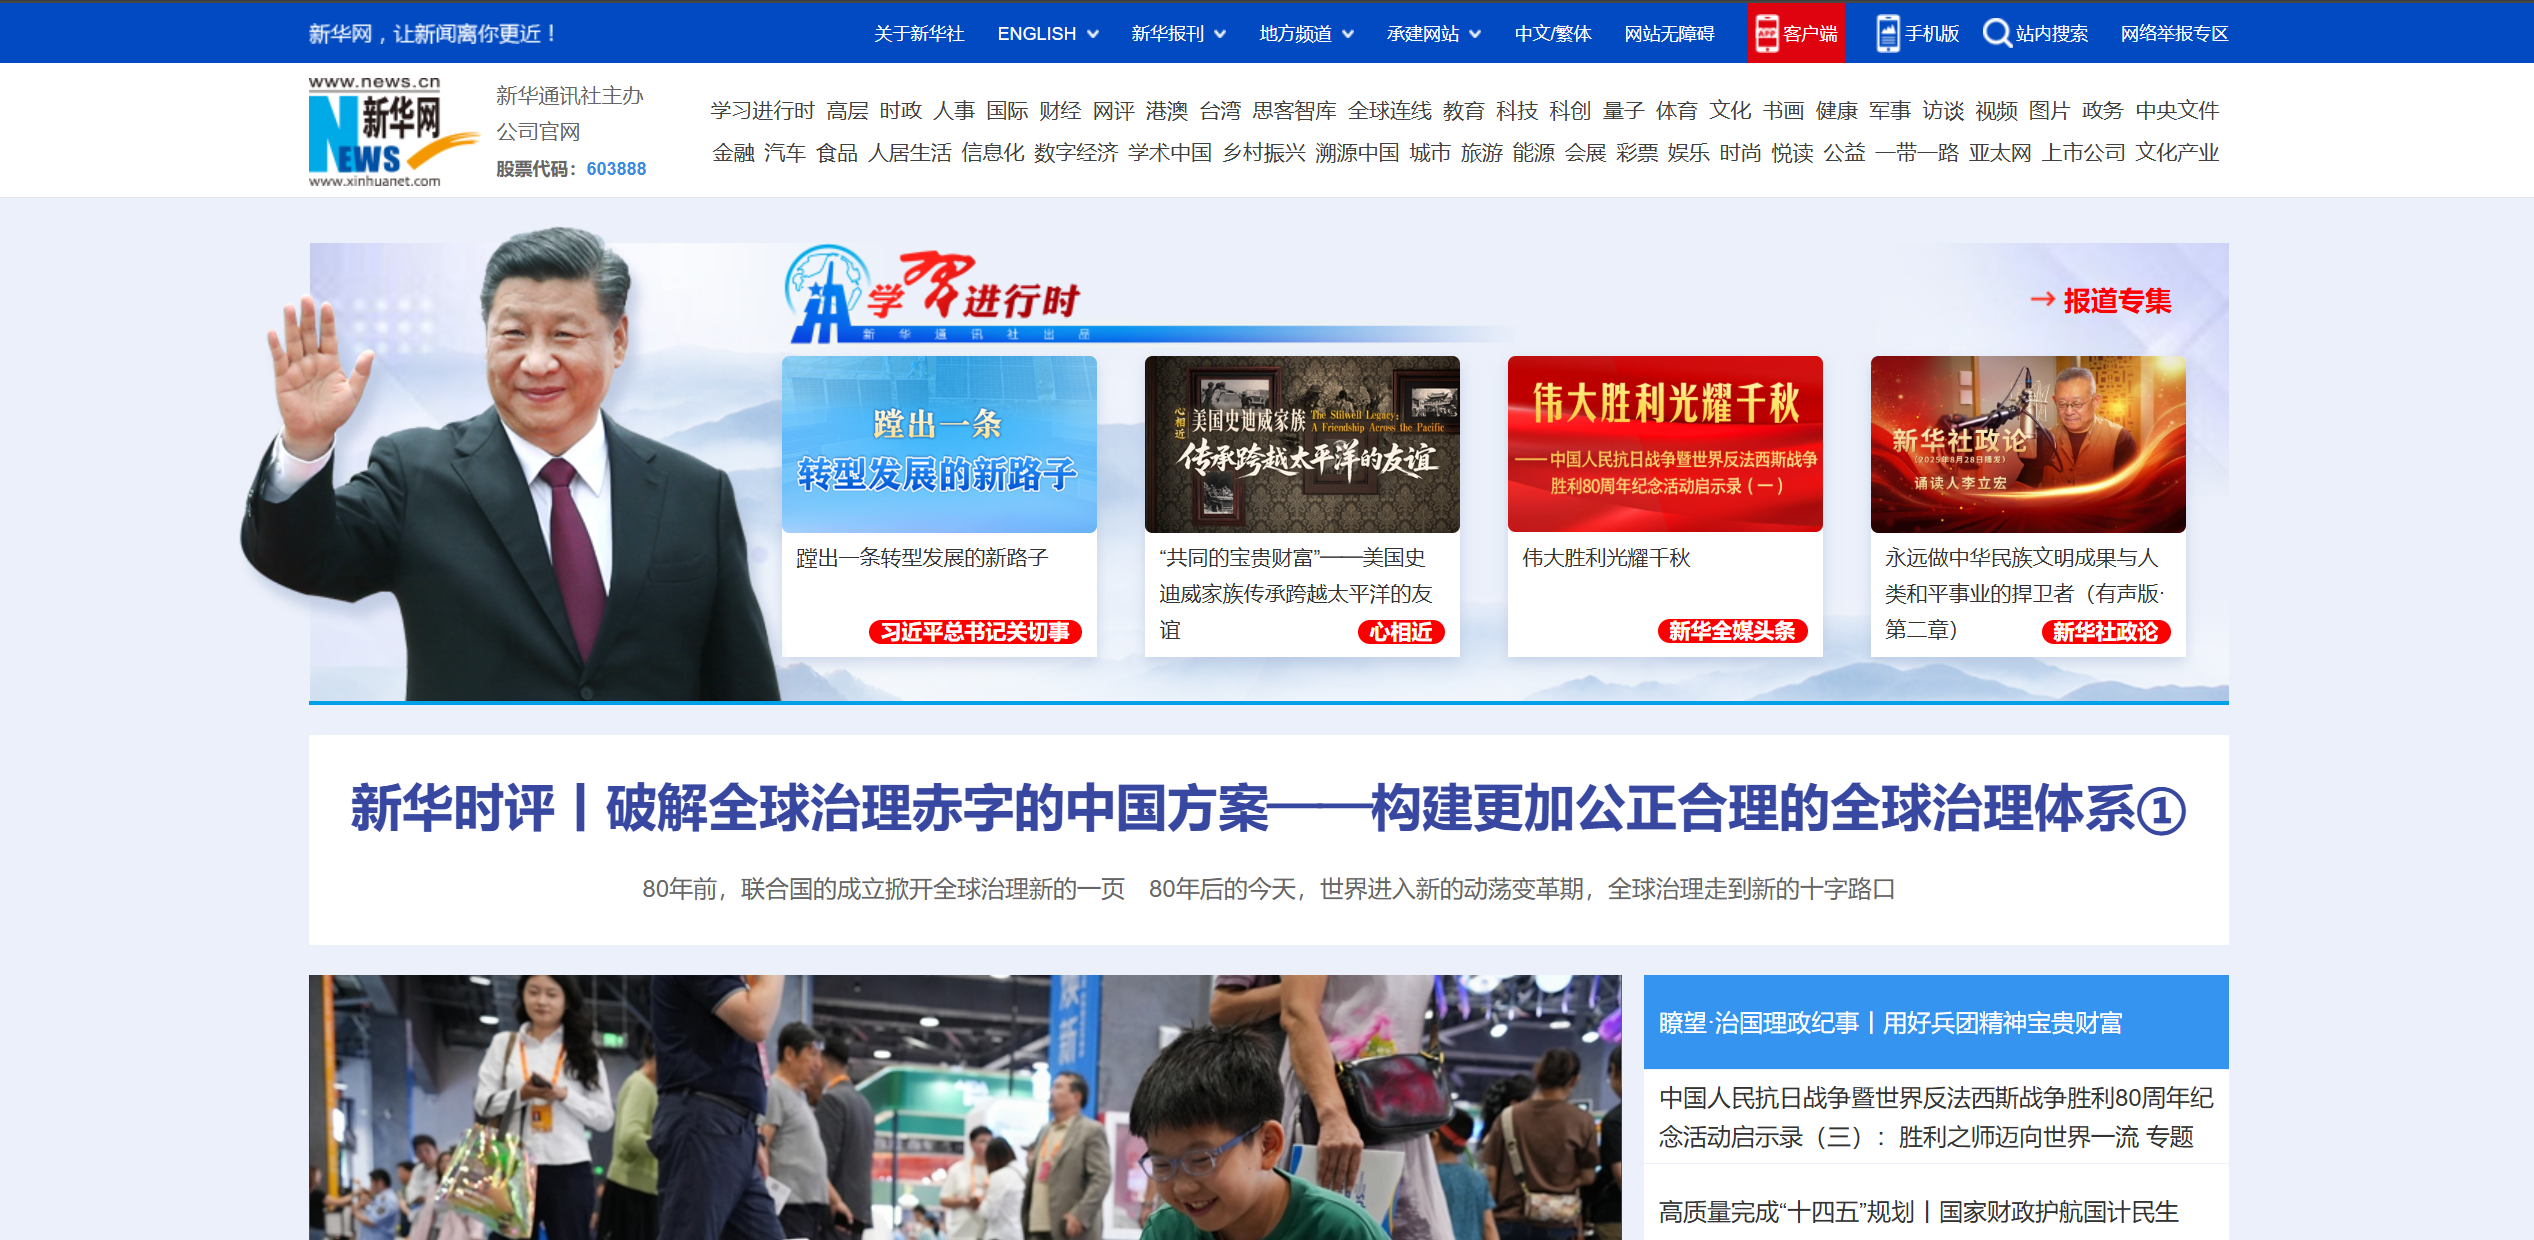 新华网，让新闻离你更近！
关于新华社 ENGLISH 新华报刊 地方频道 承建网站 中文/繁体 网站无障碍 APP 客户端 手机版 站内搜索 网络举报专区
www.news.cn
新华网
NEWS
www.xinhuanet.com
新华通讯社主办
公司官网
股票代码：603888
学习进行时 高层 时政 人事 国际 财经 网评 港澳 台湾 思客智库 全球连线 教育 科技 科创 量子 体育 文化 书画 健康 军事 访谈 视频 图片 政务 中央文件
金融 汽车 食品 人居生活 信息化 数字经济 学术中国 乡村振兴 溯源中国 城市 旅游 能源 会展 彩票 娱乐 时尚 悦读 公益 一带一路 亚太网 上市公司 文化产业
学习进行时
新华通讯社出品
→ 报道专集
蹚出一条
转型发展的新路子
蹚出一条转型发展的新路子
习近平总书记关切事
心相近
美国史迪威家族
The Stilwell Legacy:
A Friendship Across the Pacific
传承跨越太平洋的友谊
“共同的宝贵财富”——美国史
迪威家族传承跨越太平洋的友
谊
心相近
伟大胜利光耀千秋
——中国人民抗日战争暨世界反法西斯战争
胜利80周年纪念活动启示录（一）
伟大胜利光耀千秋
新华全媒头条
新华社政论
（2025年8月28日播发）
诵读人李立宏
永远做中华民族文明成果与人
类和平事业的捍卫者（有声版·
第二章）
新华社政论
新华时评丨破解全球治理赤字的中国方案——构建更加公正合理的全球治理体系①
80年前，联合国的成立掀开全球治理新的一页 80年后的今天，世界进入新的动荡变革期，全球治理走到新的十字路口
瞭望·治国理政纪事丨用好兵团精神宝贵财富
中国人民抗日战争暨世界反法西斯战争胜利80周年纪
念活动启示录（三）：胜利之师迈向世界一流 专题
高质量完成“十四五”规划丨国家财政护航国计民生